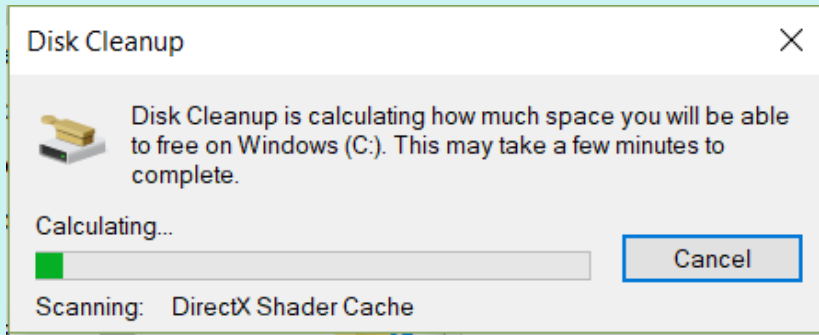 Disk Cleanup
Disk Cleanup is calculating how much space you will be able
to free on Windows (C:). This may take a few minutes to
complete.
Calculating...
Cancel
Scanning: DirectX Shader Cache